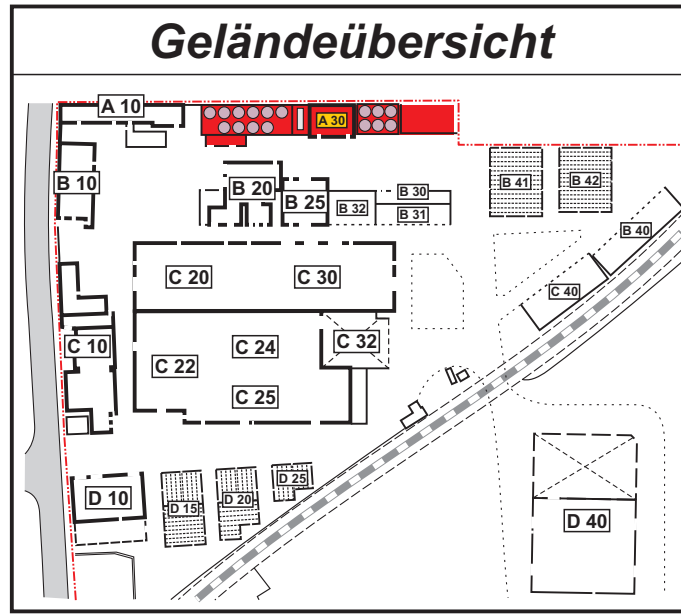 Geländeübersicht
A 10
A 30
B 10
B 20
B 25
B 32
B 30
B 31
B 41
B 42
B 40
C 20
C 30
C 40
C 10
C 24
C 32
C 22
C 25
D 10
D 15
D 20
D 25
D 40